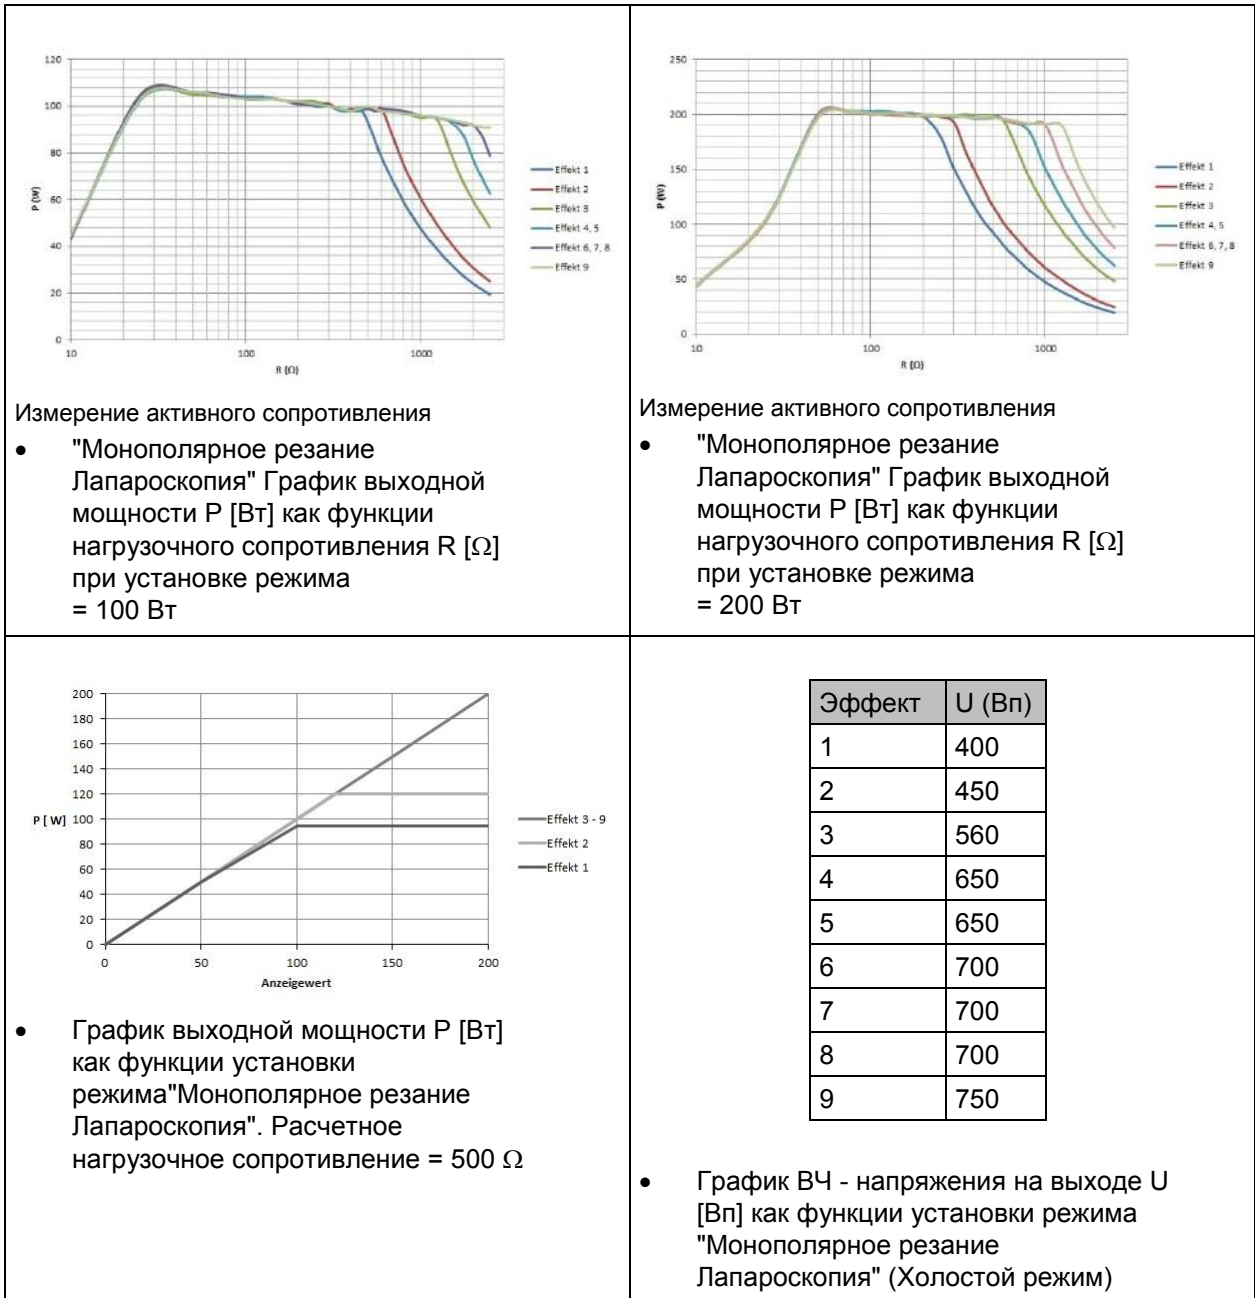 120
100
80
60
40
20
0
P (W)
10
100
1000
R (Ω)
Effekt 1
Effekt 2
Effekt 3
Effekt 4, 5
Effekt 6, 7, 8
Effekt 9
Измерение активного сопротивления
• "Монополярное резание
Лапароскопия" График выходной
мощности P [Вт] как функции
нагрузочного сопротивления R [Ω]
при установке режима
= 100 Вт
250
200
150
100
50
0
P (W)
10
100
1000
R (Ω)
Effekt 1
Effekt 2
Effekt 3
Effekt 4, 5
Effekt 6, 7, 8
Effekt 9
Измерение активного сопротивления
• "Монополярное резание
Лапароскопия" График выходной
мощности P [Вт] как функции
нагрузочного сопротивления R [Ω]
при установке режима
= 200 Вт
200
180
160
140
120
P [ W] 100
80
60
40
20
0
0 50 100 150 200
Anzeigewert
Effekt 3 - 9
Effekt 2
Effekt 1
• График выходной мощности P [Вт]
как функции установки
режима"Монополярное резание
Лапароскопия". Расчетное
нагрузочное сопротивление = 500 Ω
Эффект U (Вп)
1 400
2 450
3 560
4 650
5 650
6 700
7 700
8 700
9 750
• График ВЧ - напряжения на выходе U
[Вп] как функции установки режима
"Монополярное резание
Лапароскопия" (Холостой режим)